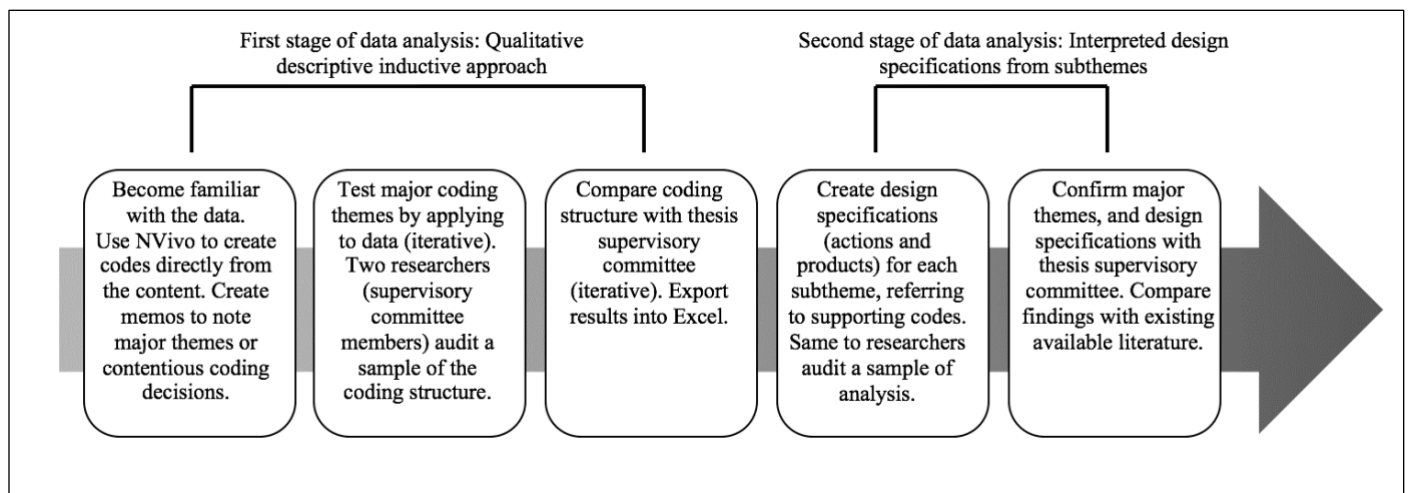 First stage of data analysis: Qualitative
descriptive inductive approach
Second stage of data analysis: Interpreted design
specifications from subthemes
Become familiar
with the data.
Use NVivo to create
codes directly from
the content. Create
memos to note
major themes or
contentious coding
decisions.
Test major coding
themes by applying
to data (iterative).
Two researchers
(supervisory
committee
members) audit a
sample of the
coding structure.
Compare coding
structure with thesis
supervisory
committee
(iterative). Export
results into Excel.
Create design
specifications
(actions and
products) for each
subtheme, referring
to supporting codes.
Same to researchers
audit a sample of
analysis.
Confirm major
themes, and design
specifications with
thesis supervisory
committee. Compare
findings with existing
available literature.